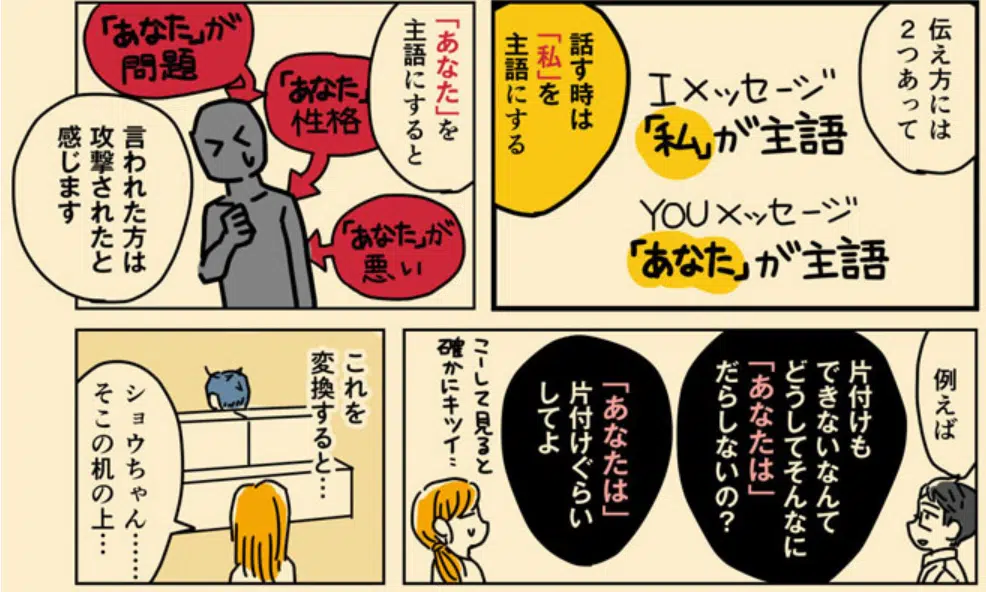 伝え方には
2つあって
Iメッセージ
「私」が主語
YOUメッセージ
「あなた」が主語
話す時は
「私」を
主語にする
「あなた」を
主語にすると
「あなた」が
問題
「あなた」
性格
「あなた」が
悪い
言われた方は
攻撃されたと
感じます
例えば
片付けも
できないなんて
どうしてそんなに
「あなたは」
だらしないの?
「あなたは」
片付けぐらい
してよ
こーして見ると
確かにキツイ…
これを
変換すると…
ショウちゃん……
そこの机の上…